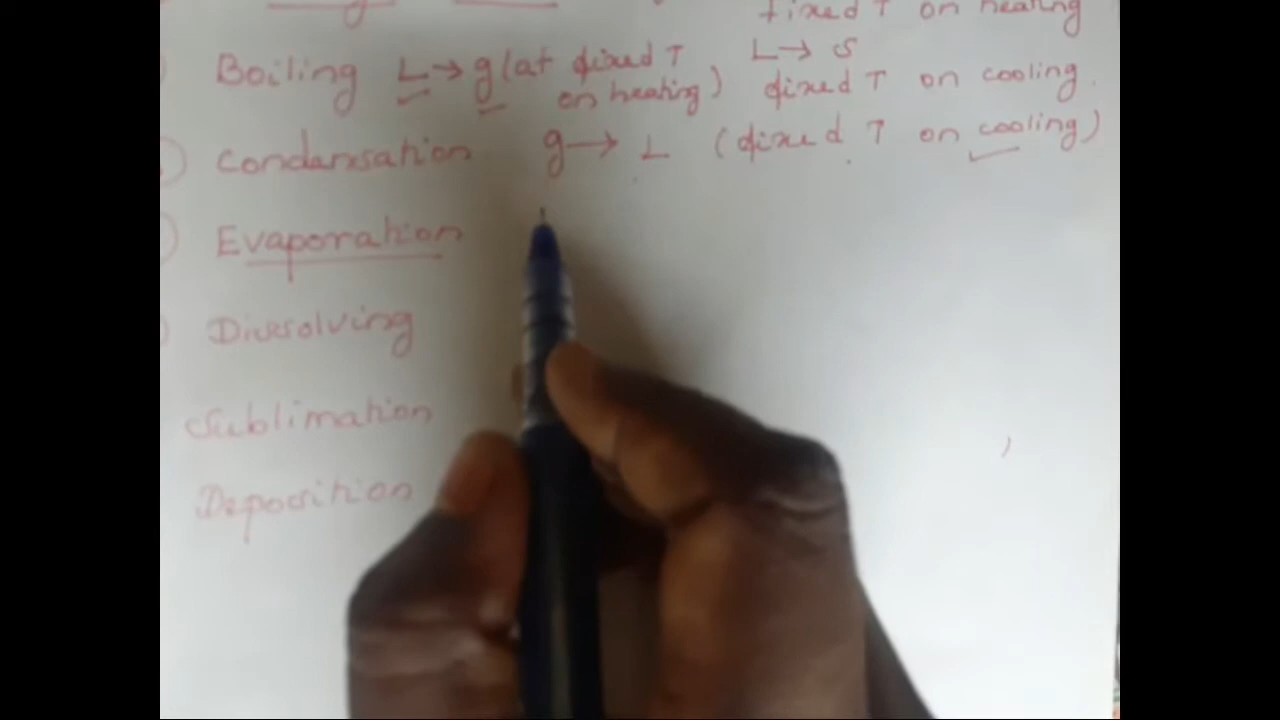 fixed T on heating
Boiling L→g (at fixed T on heating)
L→ S
fixed T on cooling.
Condensation g→ L (fixed T on cooling)
Evaporation
Dissolving
Sublimation
Deposition